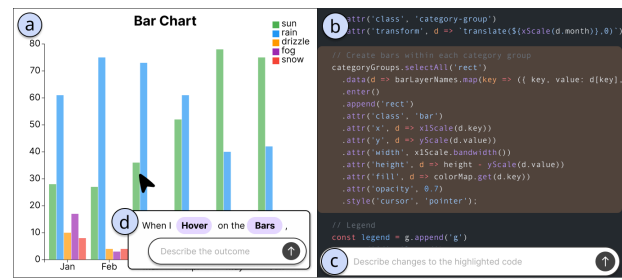 a
Bar Chart
sun
rain
drizzle
fog
snow
80
70
60
50
40
30
20
10
0
Jan
Feb
d
When I Hover on the Bars ,
Describe the outcome
b
.attr('class', 'category-group')
attr('transform', d => `translate(${xScale(d.month)},0)`)
// Create bars within each category group
categoryGroups.selectAll('rect')
.data(d => barLayerNames.map(key => ({ key, value: d[key],
.enter()
.append('rect')
.attr('class', 'bar')
.attr('x', d => x1Scale(d.key))
.attr('y', d => yScale(d.value))
.attr('width', x1Scale.bandwidth())
.attr('height', d => height - yScale(d.value))
.attr('fill', d => colorMap.get(d.key))
.attr('opacity', 0.7)
.style('cursor', 'pointer');
// Legend
const legend = g.append('g')
c
Describe changes to the highlighted code